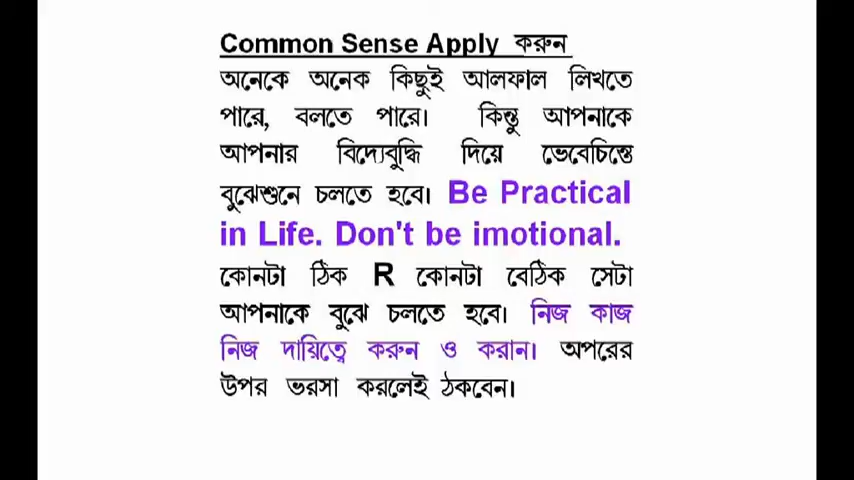 Common Sense Apply করুন
অনেকে অনেক কিছুই আলফাল লিখতে
পারে, বলতে পারে। কিন্তু আপনাকে
আপনার বিদ্যেবুদ্ধি দিয়ে ভেবেচিন্তে
বুঝেশুনে চলতে হবে। Be Practical
in Life. Don't be imotional.
কোনটা ঠিক R কোনটা বেঠিক সেটা
আপনাকে বুঝে চলতে হবে। নিজ কাজ
নিজ দায়িত্বে করুন ও করান। অপরের
উপর ভরসা করলেই ঠকবেন।